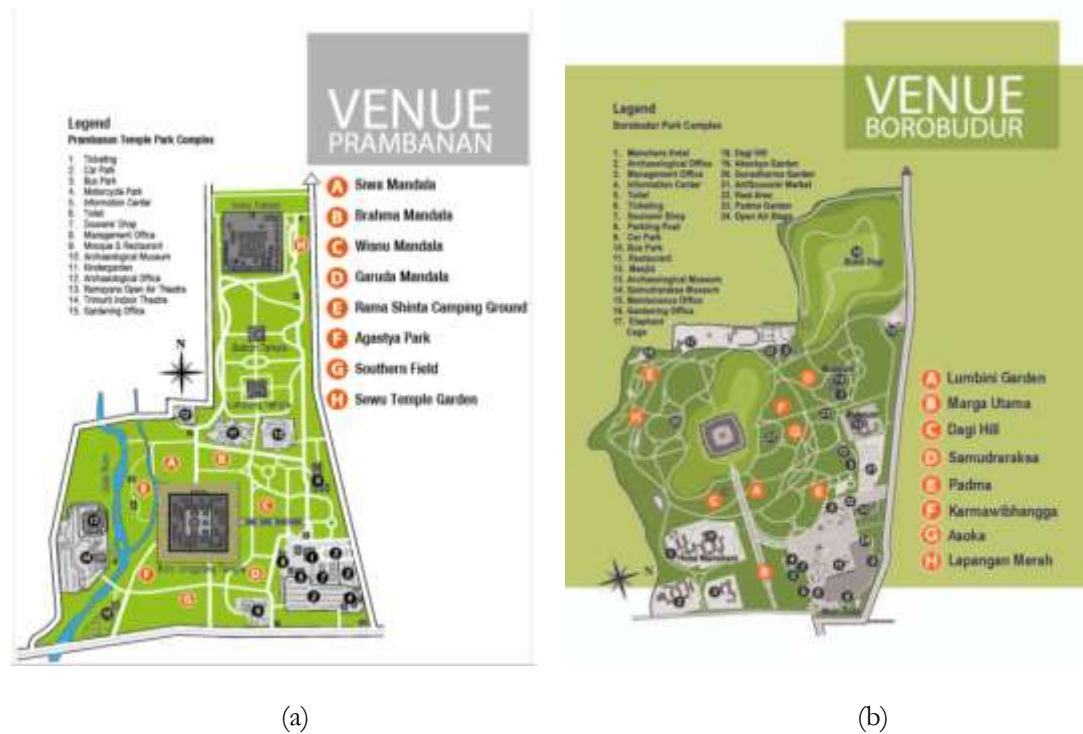 VENUE
PRAMBANAN
Legend
Prambanan Temple Park Complex
1. Ticketing
2. Car Park
3. Bus Park
4. Motorcycle Park
5. Information Center
6. Toilet
7. Souvenir Shop
8. Management Office
9. Mosque & Restaurant
10. Archaeological Museum
11. Kindergarden
12. Archaeological Office
13. Ramayana Open Air Theatre
14. Trimurti Indoor Theatre
15. Gardening Office
A Siwa Mandala
B Brahma Mandala
C Wisnu Mandala
D Garuda Mandala
E Rama Shinta Camping Ground
F Agastya Park
G Southern Field
H Sewu Temple Garden
N
(a)
VENUE
BOROBUDUR
Legend
Borobudur Park Complex
1. Manohara Hotel
2. Archaeological Office
3. Management Office
4. Information Center
5. Toilet
6. Ticketing
7. Souvenir Shop
8. Parking Post
9. Car Park
10. Bus Park
11. Restaurant
12. Masjid
13. Archaeological Museum
14. Samudraraksa Museum
15. Maintenance Office
16. Gardening Office
17. Elephant
Cage
18. Dagi Hill
19. Aksobya Garden
20. Gunadharma Garden
21. Art/Souvenir Market
22. Rest Area
23. Padma Garden
24. Open Air Stage
A Lumbini Garden
B Marga Utama
C Dagi Hill
D Samudraraksa
E Padma
F Karmawibhangga
G Asoka
H Lapangan Merah
N
(b)